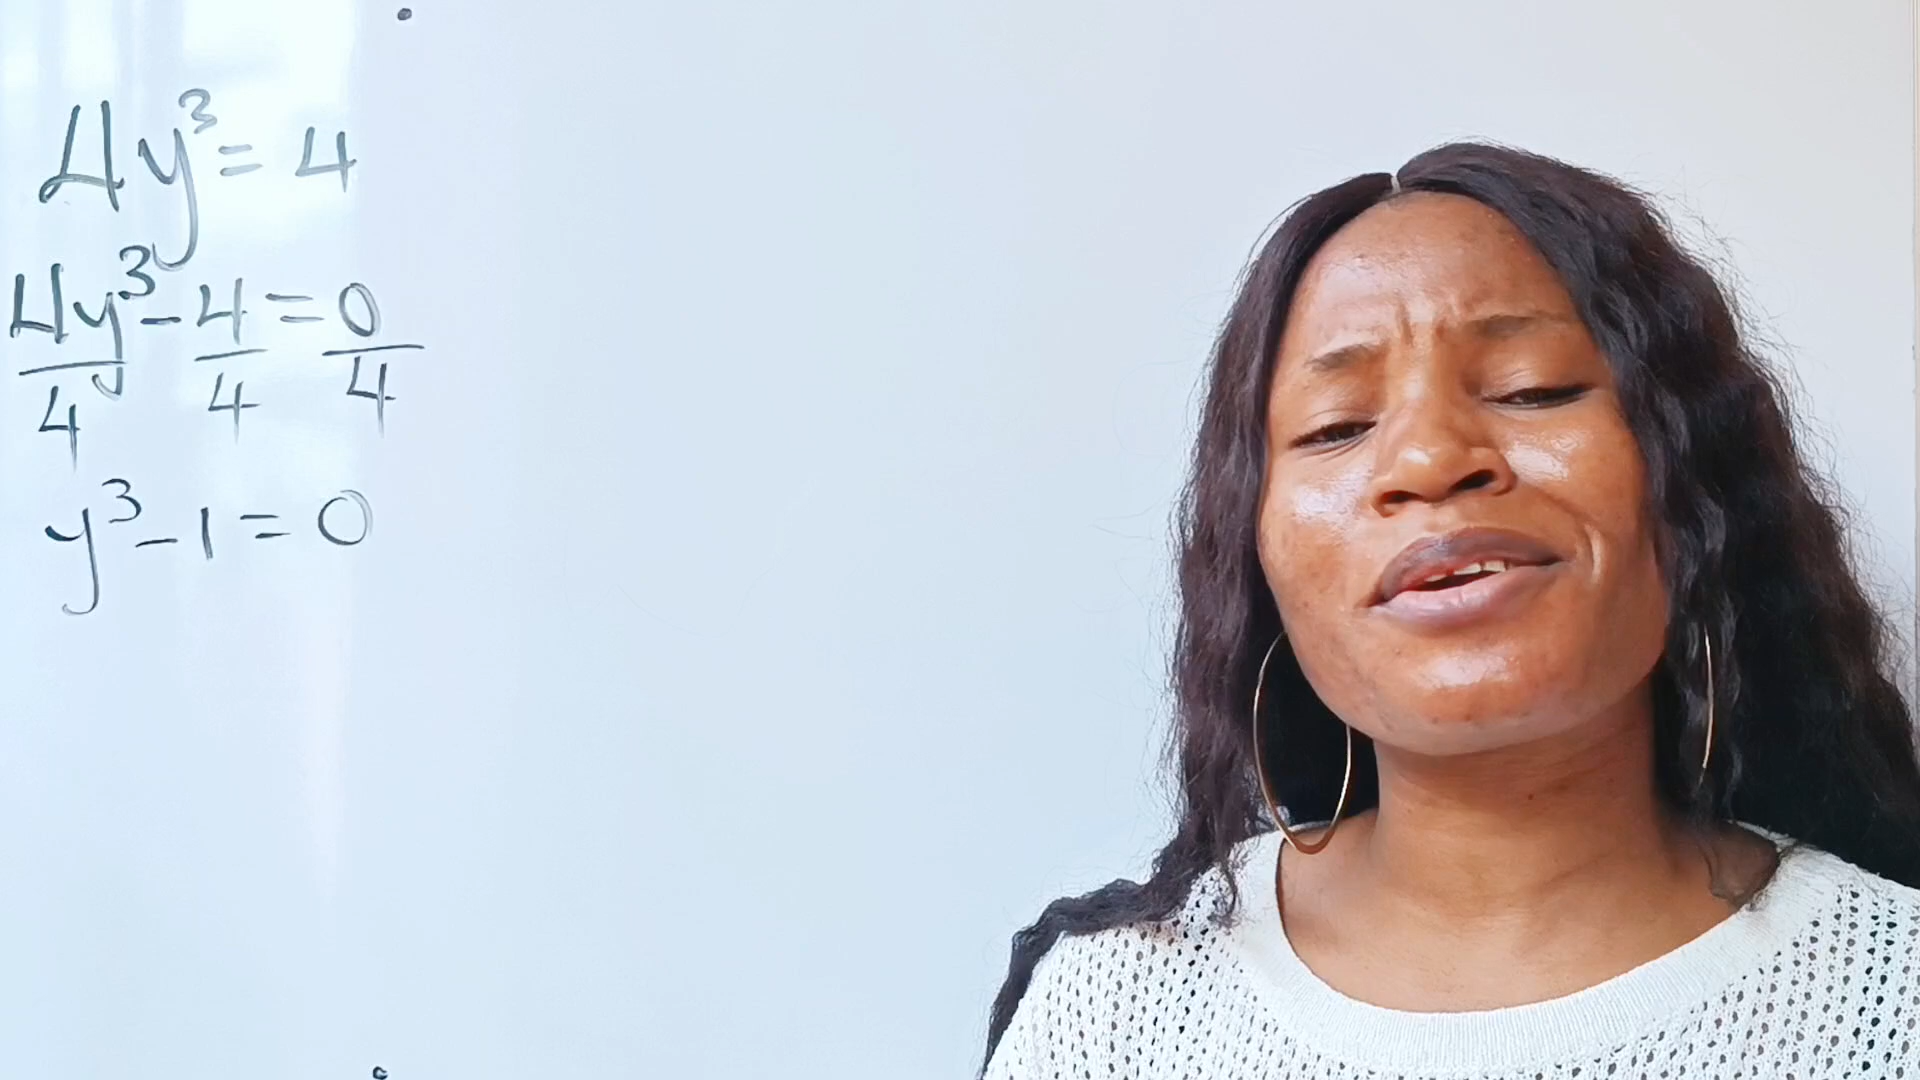 4y³ = 4
4y³/4 - 4/4 = 0/4
y³ - 1 = 0